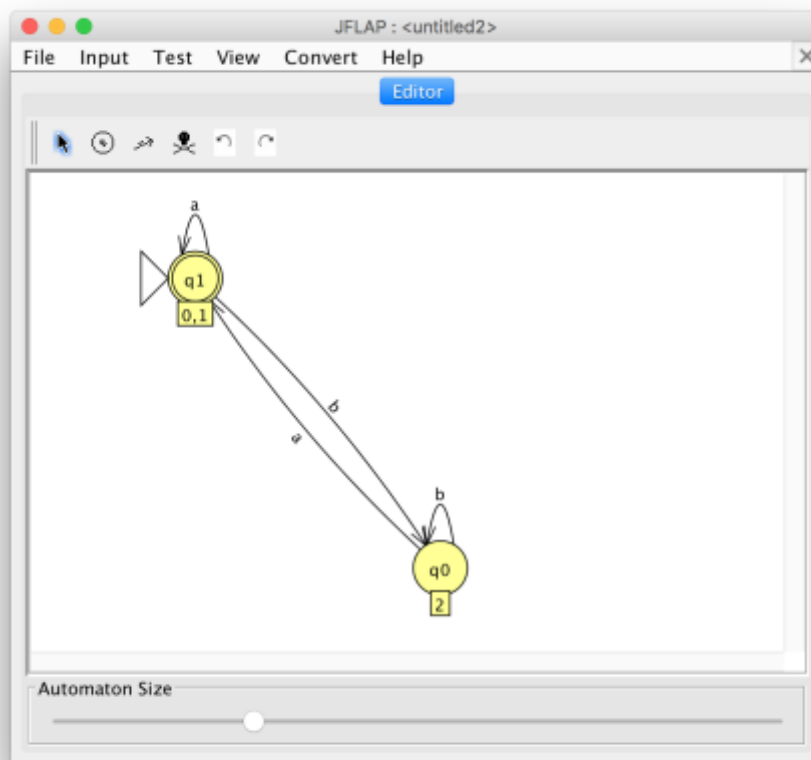 JFLAP : <untitled2>
File Input Test View Convert Help
Editor
a
q1
0,1
b
a
b
q0
2
Automaton Size